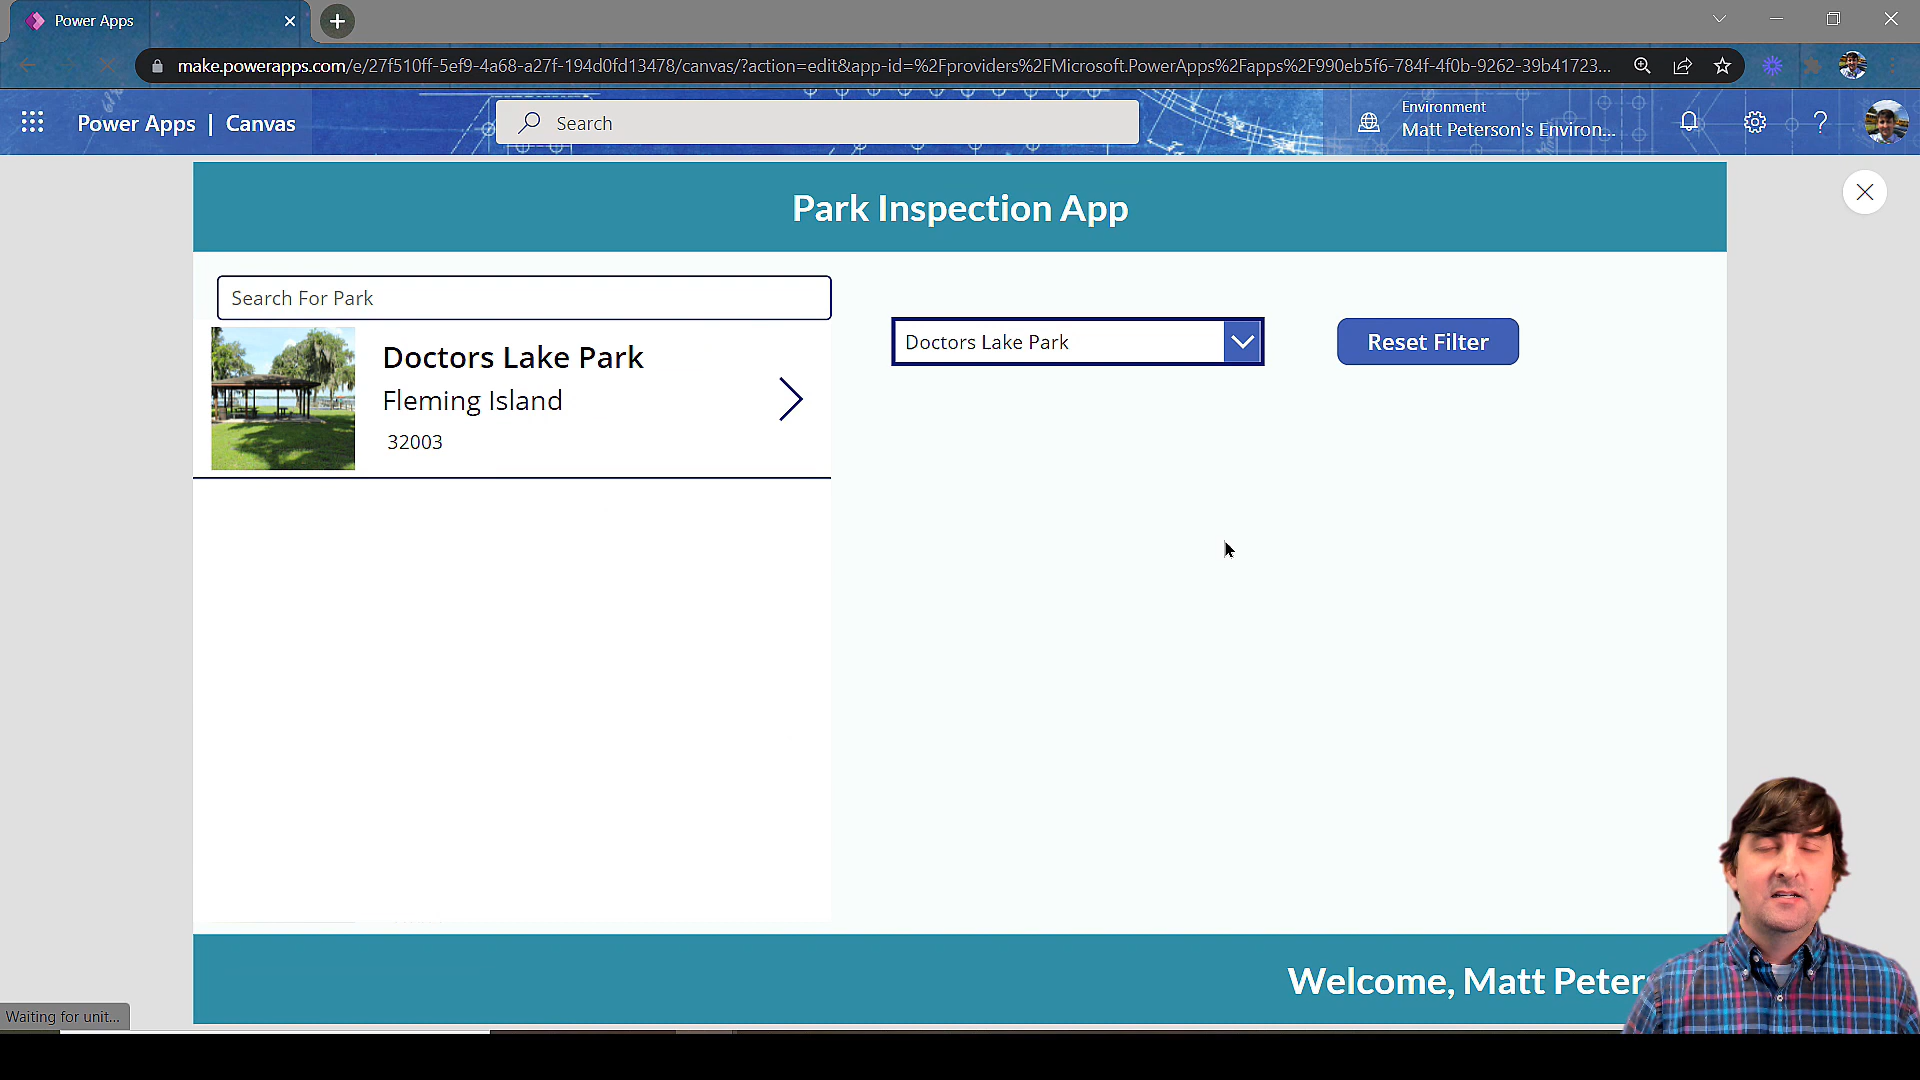 Power Apps
make.powerapps.com/e/27f510ff-5ef9-4a68-a27f-194d0fd13478/canvas/?action=edit&app-id=%2Fproviders%2FMicrosoft.PowerApps%2Fapps%2F990eb5f6-784f-4f0b-9262-39b41723...
Power Apps | Canvas
Search
Environment
Matt Peterson's Environ...
Park Inspection App
Search For Park
Doctors Lake Park
Fleming Island
32003
Doctors Lake Park
Reset Filter
Welcome, Matt Peter
Waiting for unit...